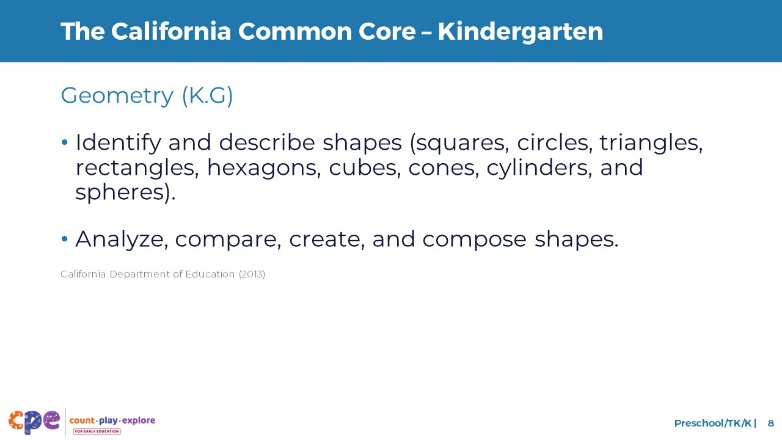 The California Common Core – Kindergarten
Geometry (K.G)
• Identify and describe shapes (squares, circles, triangles,
rectangles, hexagons, cubes, cones, cylinders, and
spheres).
• Analyze, compare, create, and compose shapes.
California Department of Education (2013)
cpe
count·play·explore
FOR EARLY EDUCATION
Preschool/TK/K | 8